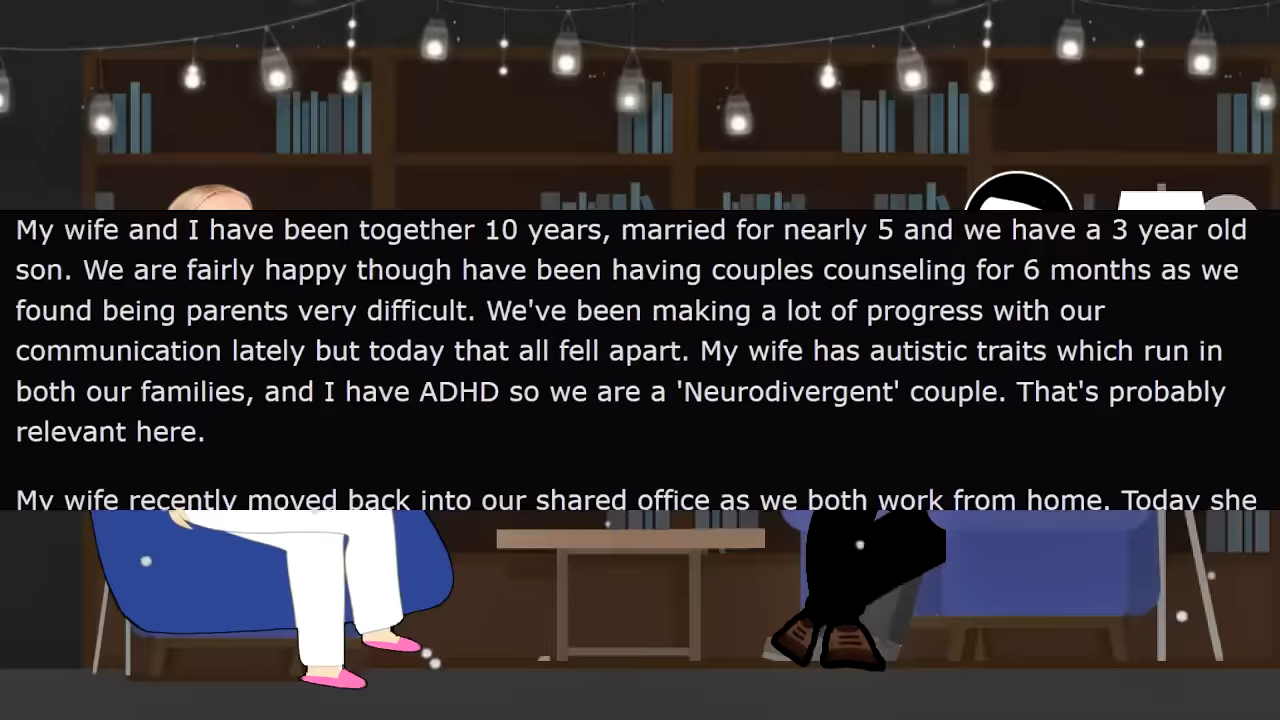 My wife and I have been together 10 years, married for nearly 5 and we have a 3 year old
son. We are fairly happy though have been having couples counseling for 6 months as we
found being parents very difficult. We've been making a lot of progress with our
communication lately but today that all fell apart. My wife has autistic traits which run in
both our families, and I have ADHD so we are a 'Neurodivergent' couple. That's probably
relevant here.
My wife recently moved back into our shared office as we both work from home. Today she